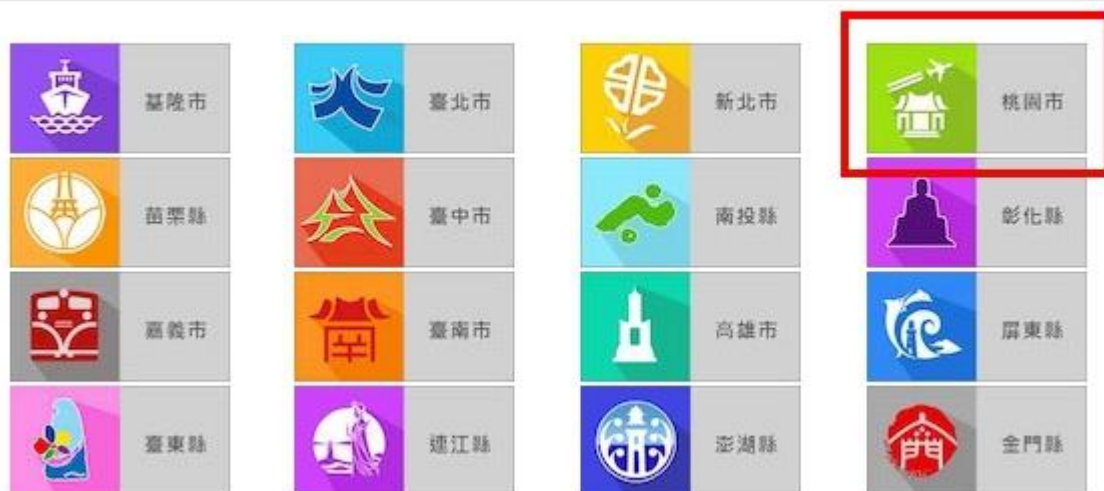 基隆市
臺北市
新北市
桃園市
苗栗縣
臺中市
南投縣
彰化縣
嘉義市
臺南市
高雄市
屏東縣
臺東縣
連江縣
澎湖縣
金門縣